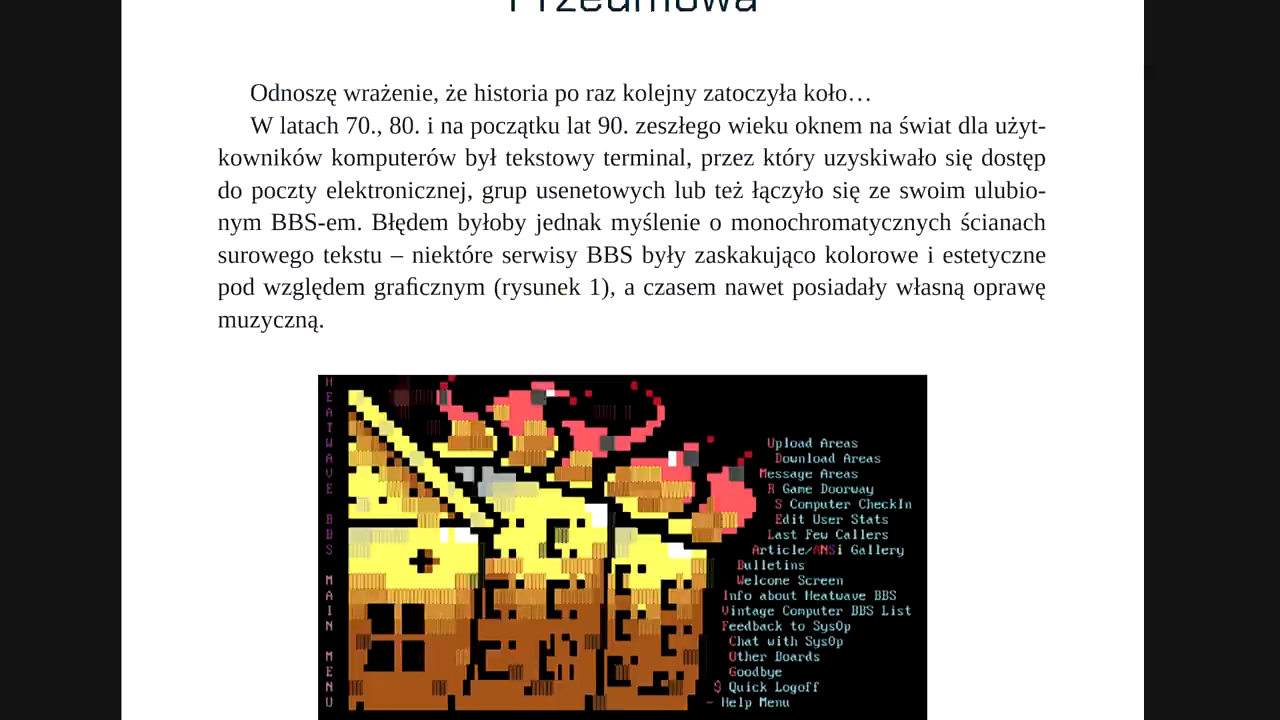 Przedmowa
Odnoszę wrażenie, że historia po raz kolejny zatoczyła koło…
W latach 70., 80. i na początku lat 90. zeszłego wieku oknem na świat dla użyt-
kowników komputerów był tekstowy terminal, przez który uzyskiwało się dostęp
do poczty elektronicznej, grup usenetowych lub też łączyło się ze swoim ulubio-
nym BBS-em. Błędem byłoby jednak myślenie o monochromatycznych ścianach
surowego tekstu – niektóre serwisy BBS były zaskakująco kolorowe i estetyczne
pod względem graficznym (rysunek 1), a czasem nawet posiadały własną oprawę
muzyczną.
HEATWAVE BBS MAIN MENU
Upload Areas
Download Areas
Message Areas
R Game Doorway
S Computer CheckIn
Edit User Stats
Last Few Callers
Article/ANSi Gallery
Bulletins
Welcome Screen
Info about Heatwave BBS
Vintage Computer BBS List
Feedback to SysOp
Chat with SysOp
Other Boards
Goodbye
$ Quick Logoff
~ Help Menu